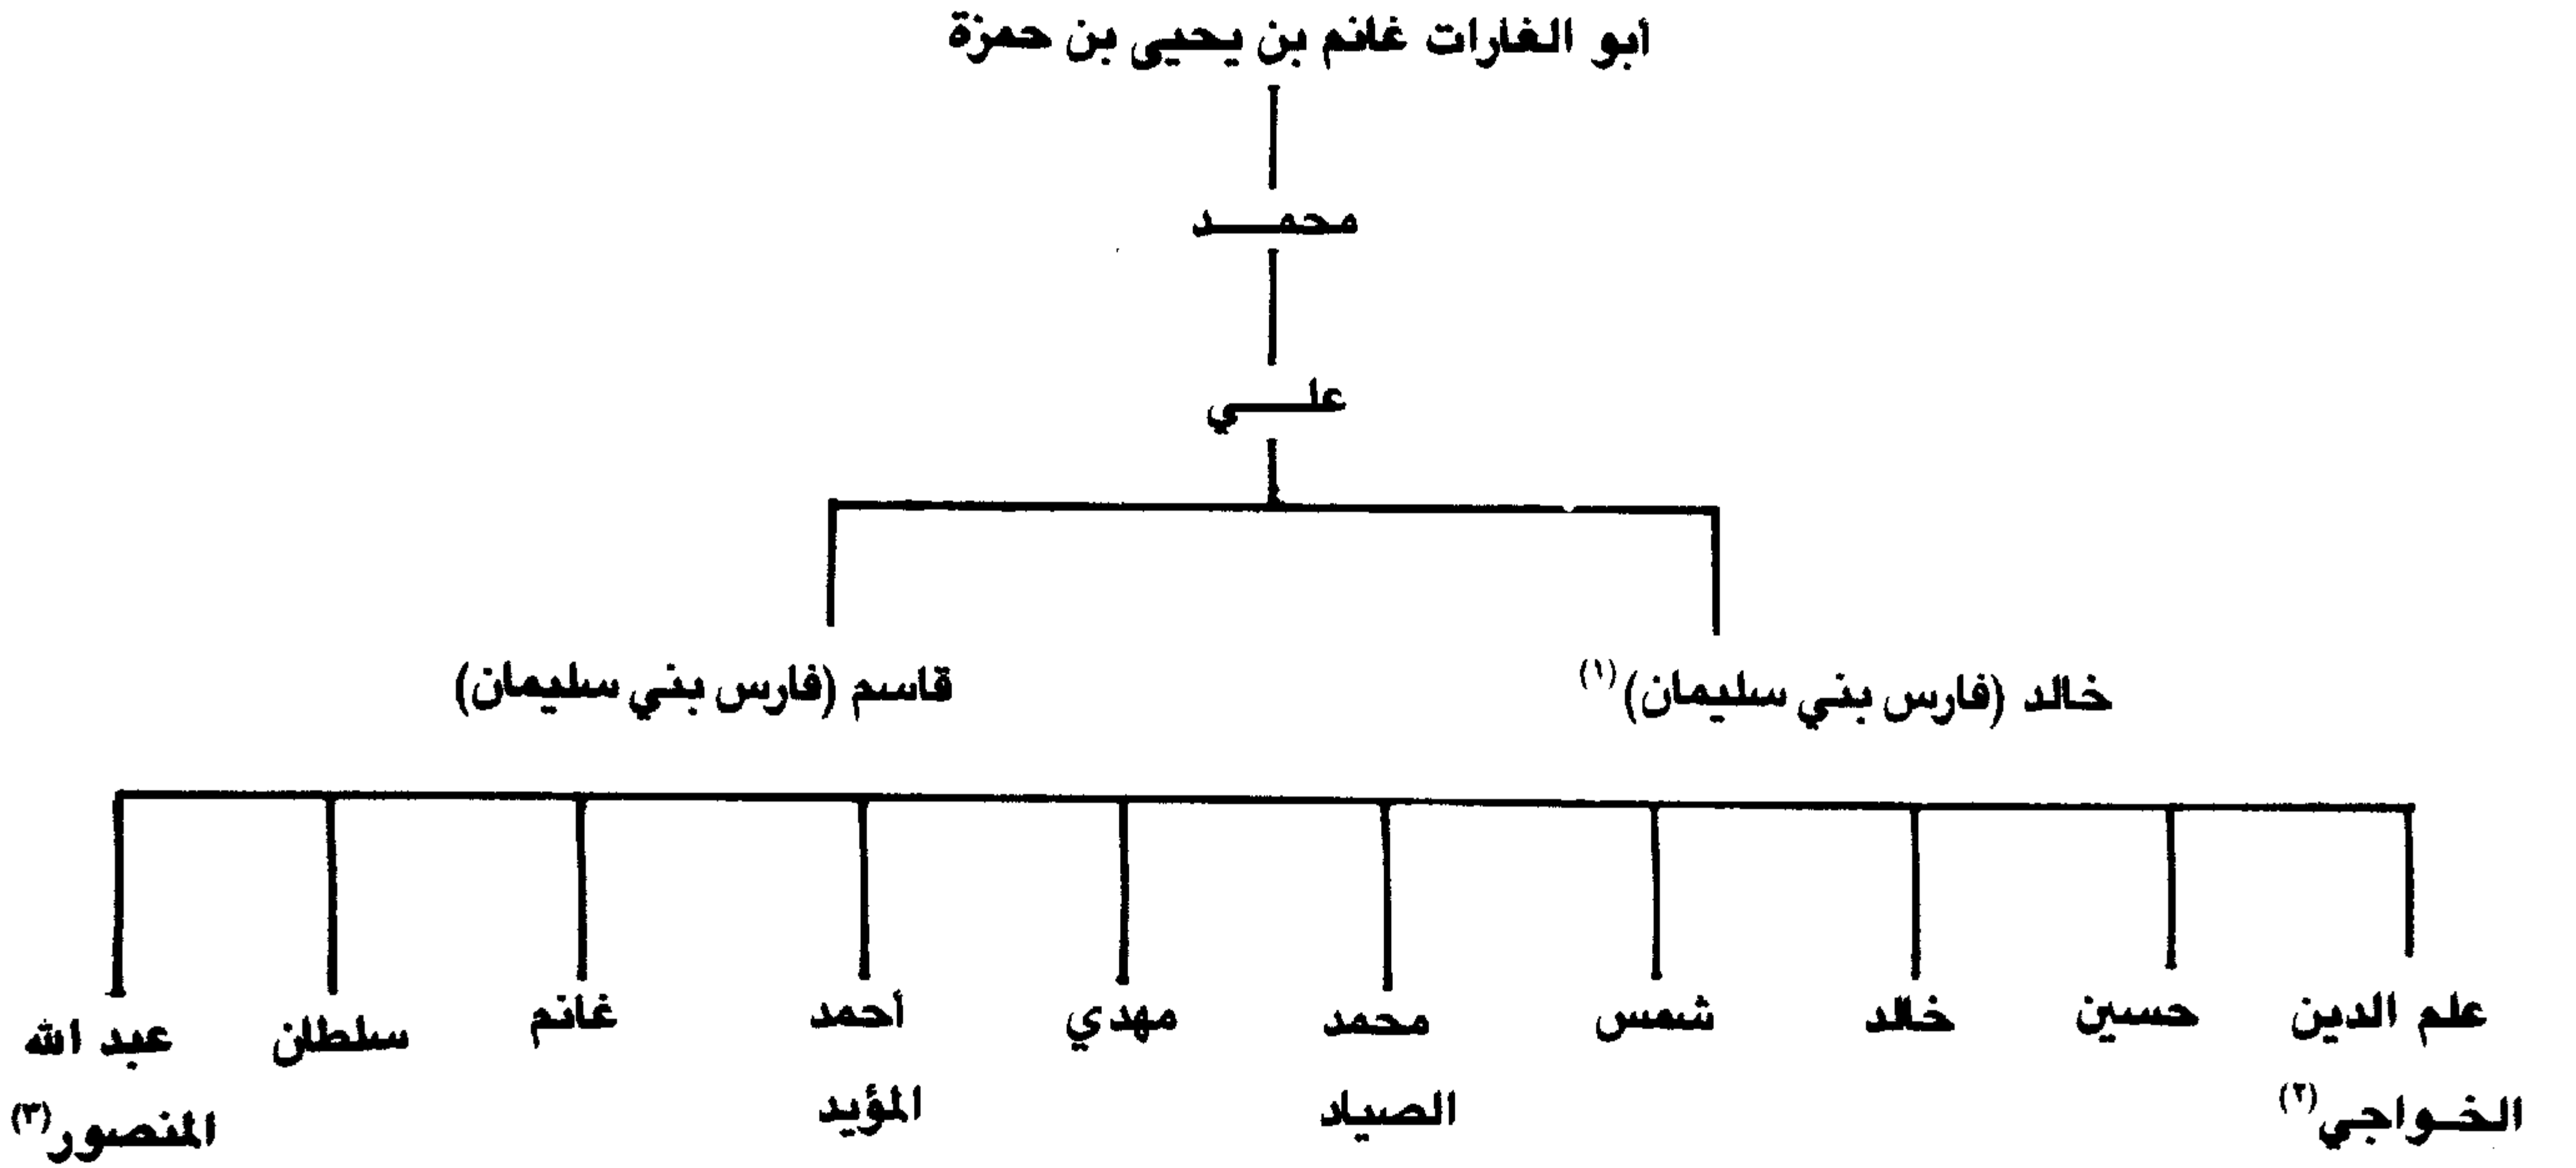 أبو الغارات غانم بن يحيى بن حمزة
محمـــد
علـــي
خالد (فارس بني سليمان)(١)
قاسم (فارس بني سليمان)
علم الدين
الخـواجي(٢)
حسين
خالد
شمس
محمد
الصياد
مهدي
أحمد
المؤيد
غانم
سلطان
عبد الله
المنصور(٣)